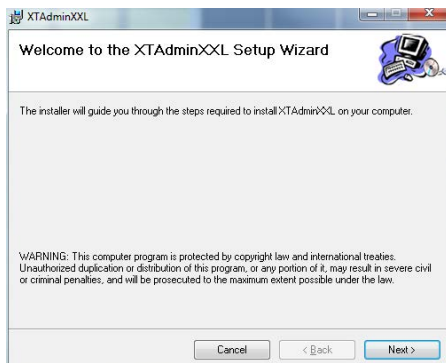 XTAdminXXL
Welcome to the XTAdminXXL Setup Wizard
The installer will guide you through the steps required to install XTAdminXXL on your computer.
WARNING: This computer program is protected by copyright law and international treaties.
Unauthorized duplication or distribution of this program, or any portion of it, may result in severe civil
or criminal penalties, and will be prosecuted to the maximum extent possible under the law.
Cancel
< Back
Next >